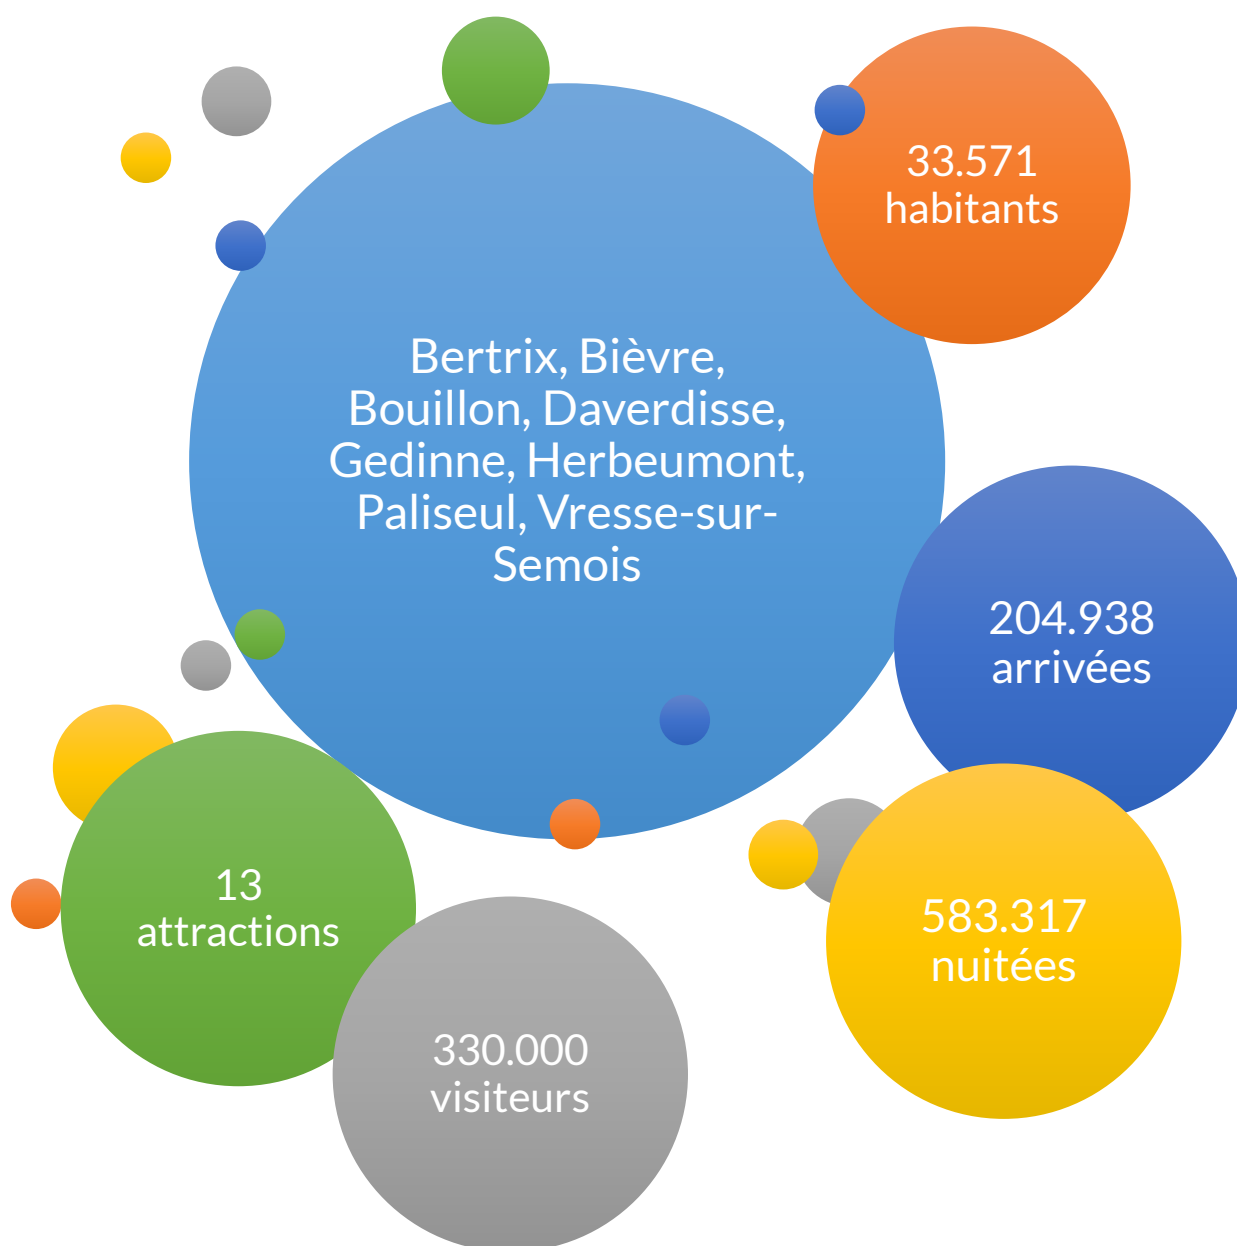 33.571
habitants
Bertrix, Bièvre,
Bouillon, Daverdisse,
Gedinne, Herbeumont,
Paliseul, Vresse-sur-
Semois
204.938
arrivées
13
attractions
583.317
nuitées
330.000
visiteurs